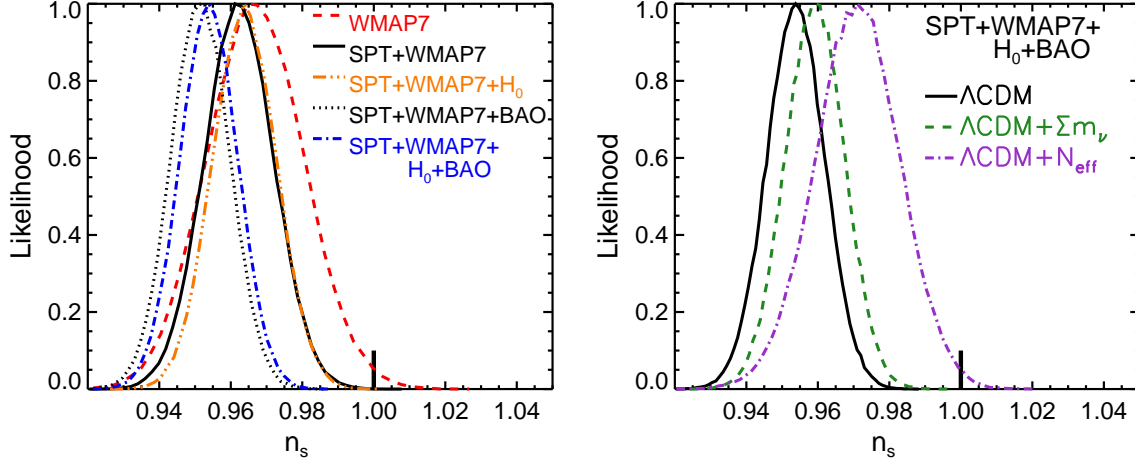 WMAP7
SPT+WMAP7
SPT+WMAP7+H₀
SPT+WMAP7+BAO
SPT+WMAP7+
H₀+BAO
Likelihood
1.0
0.8
0.6
0.4
0.2
0.0
0.94 0.96 0.98 1.00 1.02 1.04
nₛ
SPT+WMAP7+
H₀+BAO
ΛCDM
ΛCDM+Σmᵥ
ΛCDM+N_eff
Likelihood
1.0
0.8
0.6
0.4
0.2
0.0
0.94 0.96 0.98 1.00 1.02 1.04
nₛ